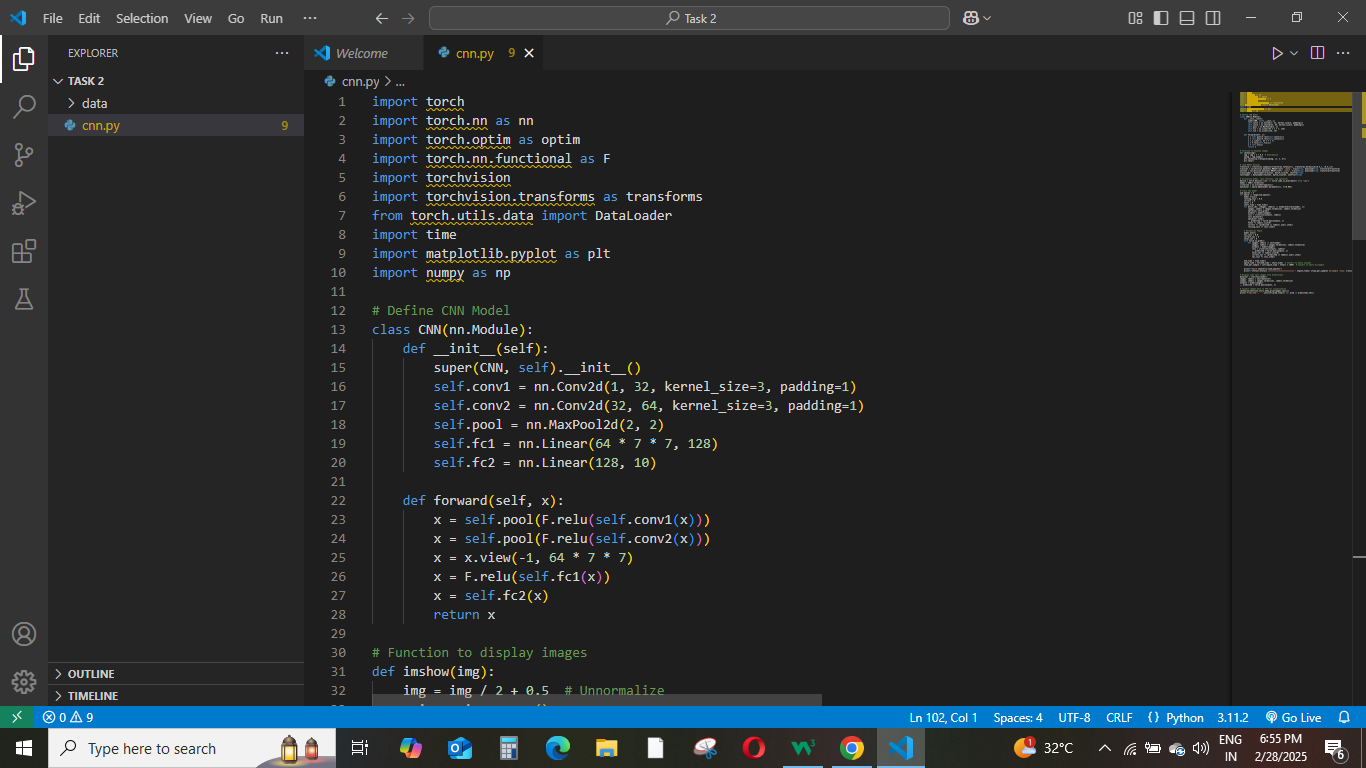 File Edit Selection View Go Run ···
Task 2
EXPLORER ···
TASK 2
data
cnn.py 9
OUTLINE
TIMELINE
Welcome
cnn.py 9
cnn.py > ...
1 import torch
2 import torch.nn as nn
3 import torch.optim as optim
4 import torch.nn.functional as F
5 import torchvision
6 import torchvision.transforms as transforms
7 from torch.utils.data import DataLoader
8 import time
9 import matplotlib.pyplot as plt
10 import numpy as np
11
12 # Define CNN Model
13 class CNN(nn.Module):
14     def __init__(self):
15         super(CNN, self).__init__()
16         self.conv1 = nn.Conv2d(1, 32, kernel_size=3, padding=1)
17         self.conv2 = nn.Conv2d(32, 64, kernel_size=3, padding=1)
18         self.pool = nn.MaxPool2d(2, 2)
19         self.fc1 = nn.Linear(64 * 7 * 7, 128)
20         self.fc2 = nn.Linear(128, 10)
21
22     def forward(self, x):
23         x = self.pool(F.relu(self.conv1(x)))
24         x = self.pool(F.relu(self.conv2(x)))
25         x = x.view(-1, 64 * 7 * 7)
26         x = F.relu(self.fc1(x))
27         x = self.fc2(x)
28         return x
29
30 # Function to display images
31 def imshow(img):
32     img = img / 2 + 0.5  # Unnormalize
0 9 Ln 102, Col 1 Spaces: 4 UTF-8 CRLF {} Python 3.11.2 Go Live
Type here to search
32°C
ENG
IN
6:55 PM
2/28/2025
6